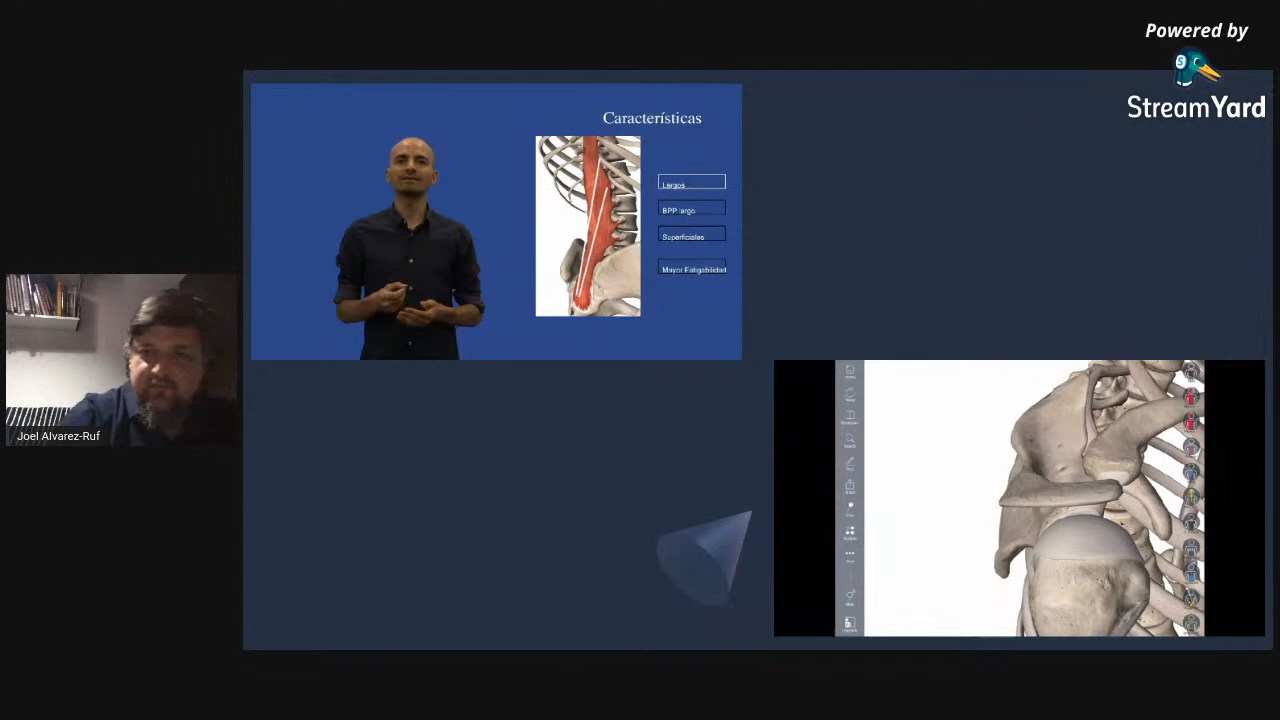 Powered by
StreamYard
Características
Largos
BPP largo
Superficiales
Mayor Fatigabilidad
Joel Alvarez-Ruf